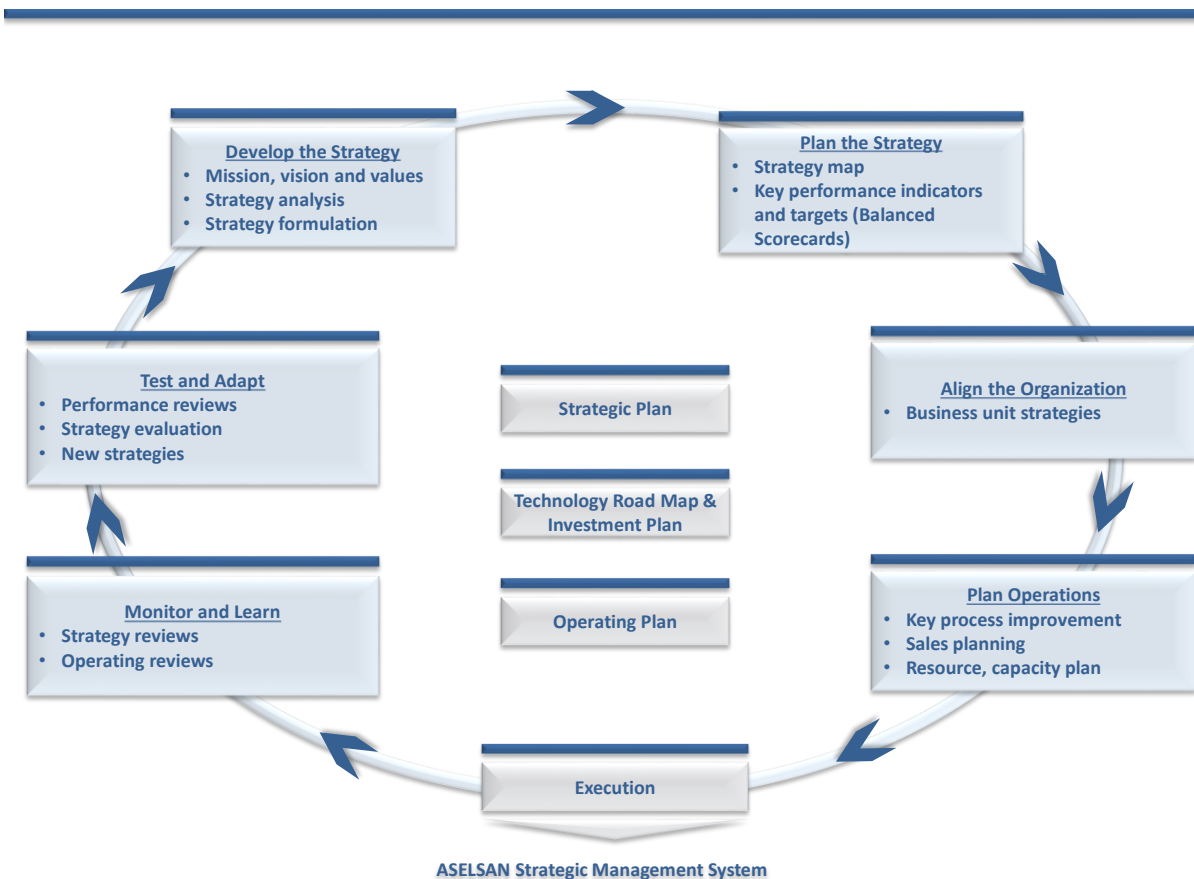 Develop the Strategy
• Mission, vision and values
• Strategy analysis
• Strategy formulation
Plan the Strategy
• Strategy map
• Key performance indicators
and targets (Balanced
Scorecards)
Test and Adapt
• Performance reviews
• Strategy evaluation
• New strategies
Strategic Plan
Align the Organization
• Business unit strategies
Technology Road Map &
Investment Plan
Monitor and Learn
• Strategy reviews
• Operating reviews
Operating Plan
Plan Operations
• Key process improvement
• Sales planning
• Resource, capacity plan
Execution
ASELSAN Strategic Management System